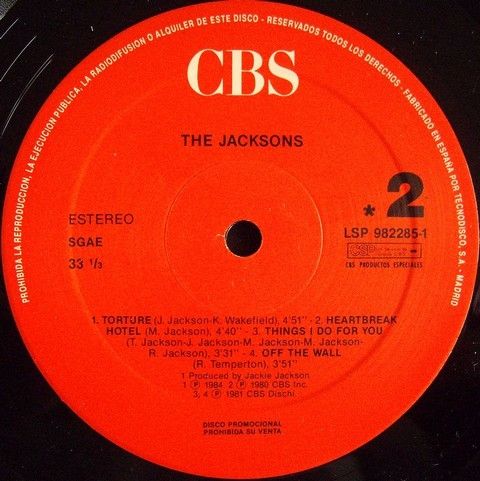 PROHIBIDA LA REPRODUCCION, LA EJECUCION PUBLICA, LA RADIODIFUSION O ALQUILER DE ESTE DISCO - RESERVADOS TODOS LOS DERECHOS - FABRICADO EN ESPAÑA POR TECNODISCO, S.A. - MADRID
CBS
THE JACKSONS
ESTEREO
SGAE
33 1/3
* 2
LSP 982285-1
CSP
CBS PRODUCTOS ESPECIALES
1. TORTURE (J. Jackson-K. Wakefield), 4'51'' - 2. HEARTBREAK
HOTEL (M. Jackson), 4'40'' - 3. THINGS I DO FOR YOU
(T. Jackson-J. Jackson-M. Jackson-M. Jackson-
R. Jackson), 3'31'' - 4. OFF THE WALL
(R. Temperton), 3'51''
1 Produced by Jackie Jackson
1 Ⓟ 1984. 2 Ⓟ 1980 CBS Inc.
3, 4 Ⓟ 1981 CBS Dischi.
DISCO PROMOCIONAL
PROHIBIDA SU VENTA